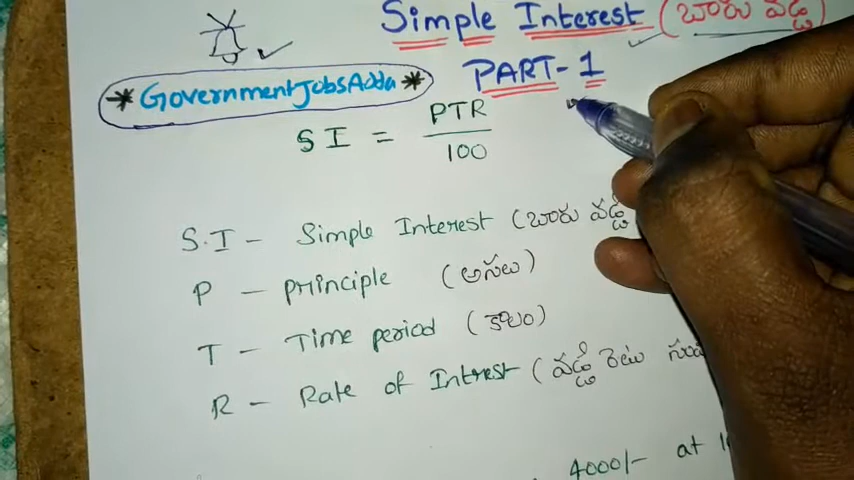 Simple Interest (బారు వడ్డీ)
PART-1
GovernmentJobsAdda
SI = PTR
100
S.I - Simple Interest (బారు వడ్డీ
P - Principle (అసలు)
T - Time period (కాలం)
R - Rate of Intrest (వడ్డీ రేటు
4000/- at